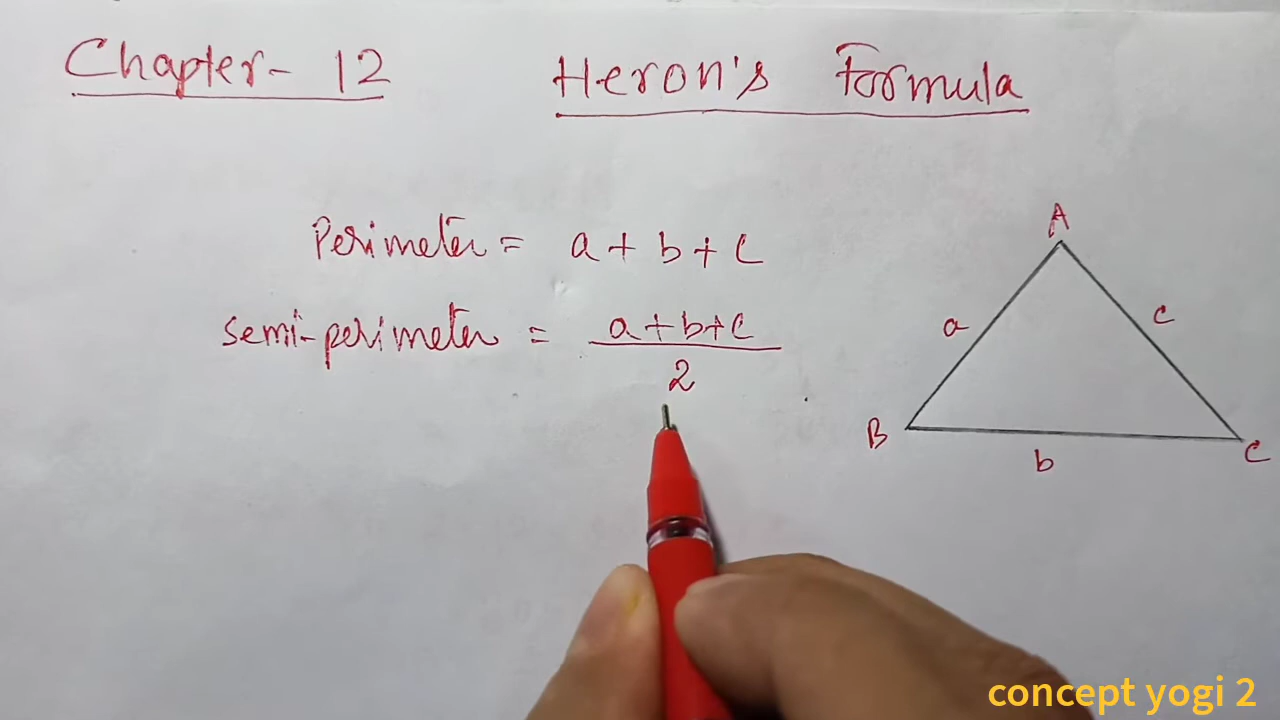 Chapter- 12 Heron's Formula
Perimeter = a + b + c
Semi-perimeter = a+b+c
2
A
a
c
B
b
C
concept yogi 2